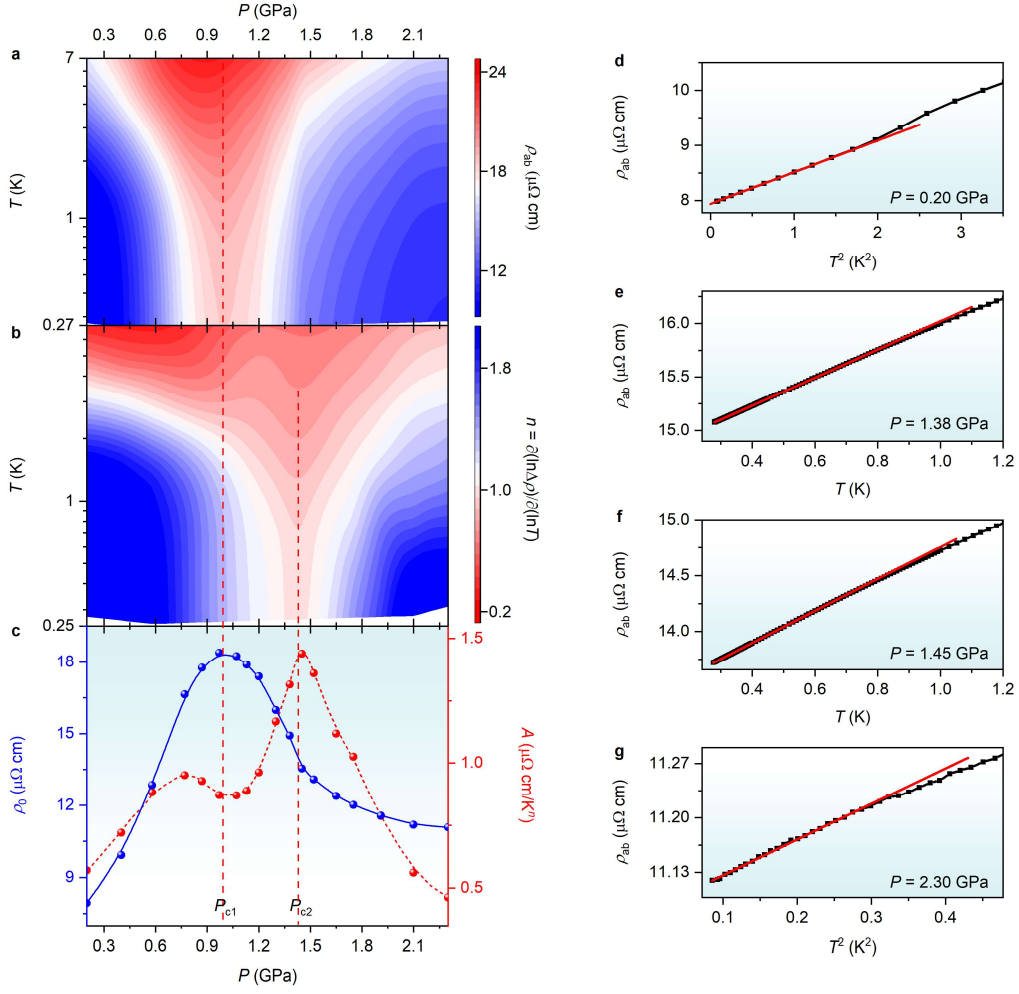 P (GPa)
0.3 0.6 0.9 1.2 1.5 1.8 2.1
a
7
1
0.27
T (K)
24
18
12
ρab (μΩ cm)
b
1
0.25
T (K)
1.8
1.0
0.2
n = ∂(lnΔρ)/∂(lnT)
c
18
15
12
9
ρ0 (μΩ cm)
1.5
1.0
0.5
A (μΩ cm/Kn)
Pc1
Pc2
0.3 0.6 0.9 1.2 1.5 1.8 2.1
P (GPa)
d
10
9
8
ρab (μΩ cm)
P = 0.20 GPa
0 1 2 3
T2 (K2)
e
16.0
15.5
15.0
ρab (μΩ cm)
P = 1.38 GPa
0.4 0.6 0.8 1.0 1.2
T (K)
f
15.0
14.5
14.0
ρab (μΩ cm)
P = 1.45 GPa
0.4 0.6 0.8 1.0 1.2
T (K)
g
11.27
11.20
11.13
ρab (μΩ cm)
P = 2.30 GPa
0.1 0.2 0.3 0.4
T2 (K2)